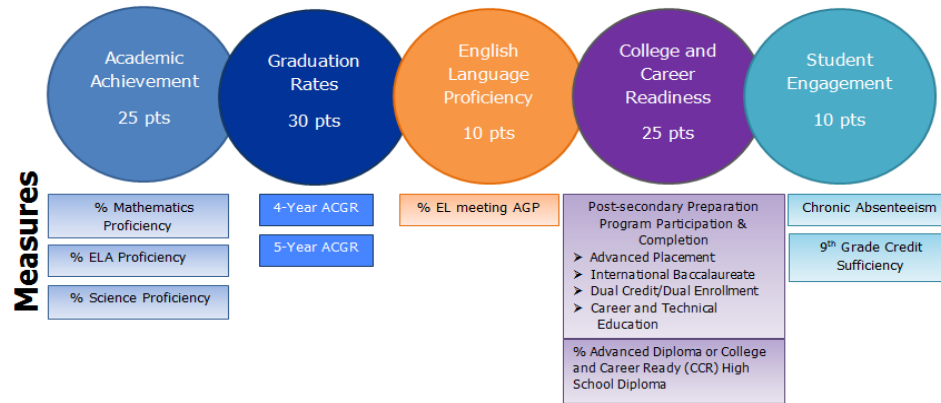 Academic
Achievement
25 pts
Graduation
Rates
30 pts
English
Language
Proficiency
10 pts
College and
Career
Readiness
25 pts
Student
Engagement
10 pts
Measures
% Mathematics
Proficiency
% ELA Proficiency
% Science Proficiency
4-Year ACGR
5-Year ACGR
% EL meeting AGP
Post-secondary Preparation
Program Participation &
Completion
➤ Advanced Placement
➤ International Baccalaureate
➤ Dual Credit/Dual Enrollment
➤ Career and Technical
Education
% Advanced Diploma or College
and Career Ready (CCR) High
School Diploma
Chronic Absenteeism
9th Grade Credit
Sufficiency